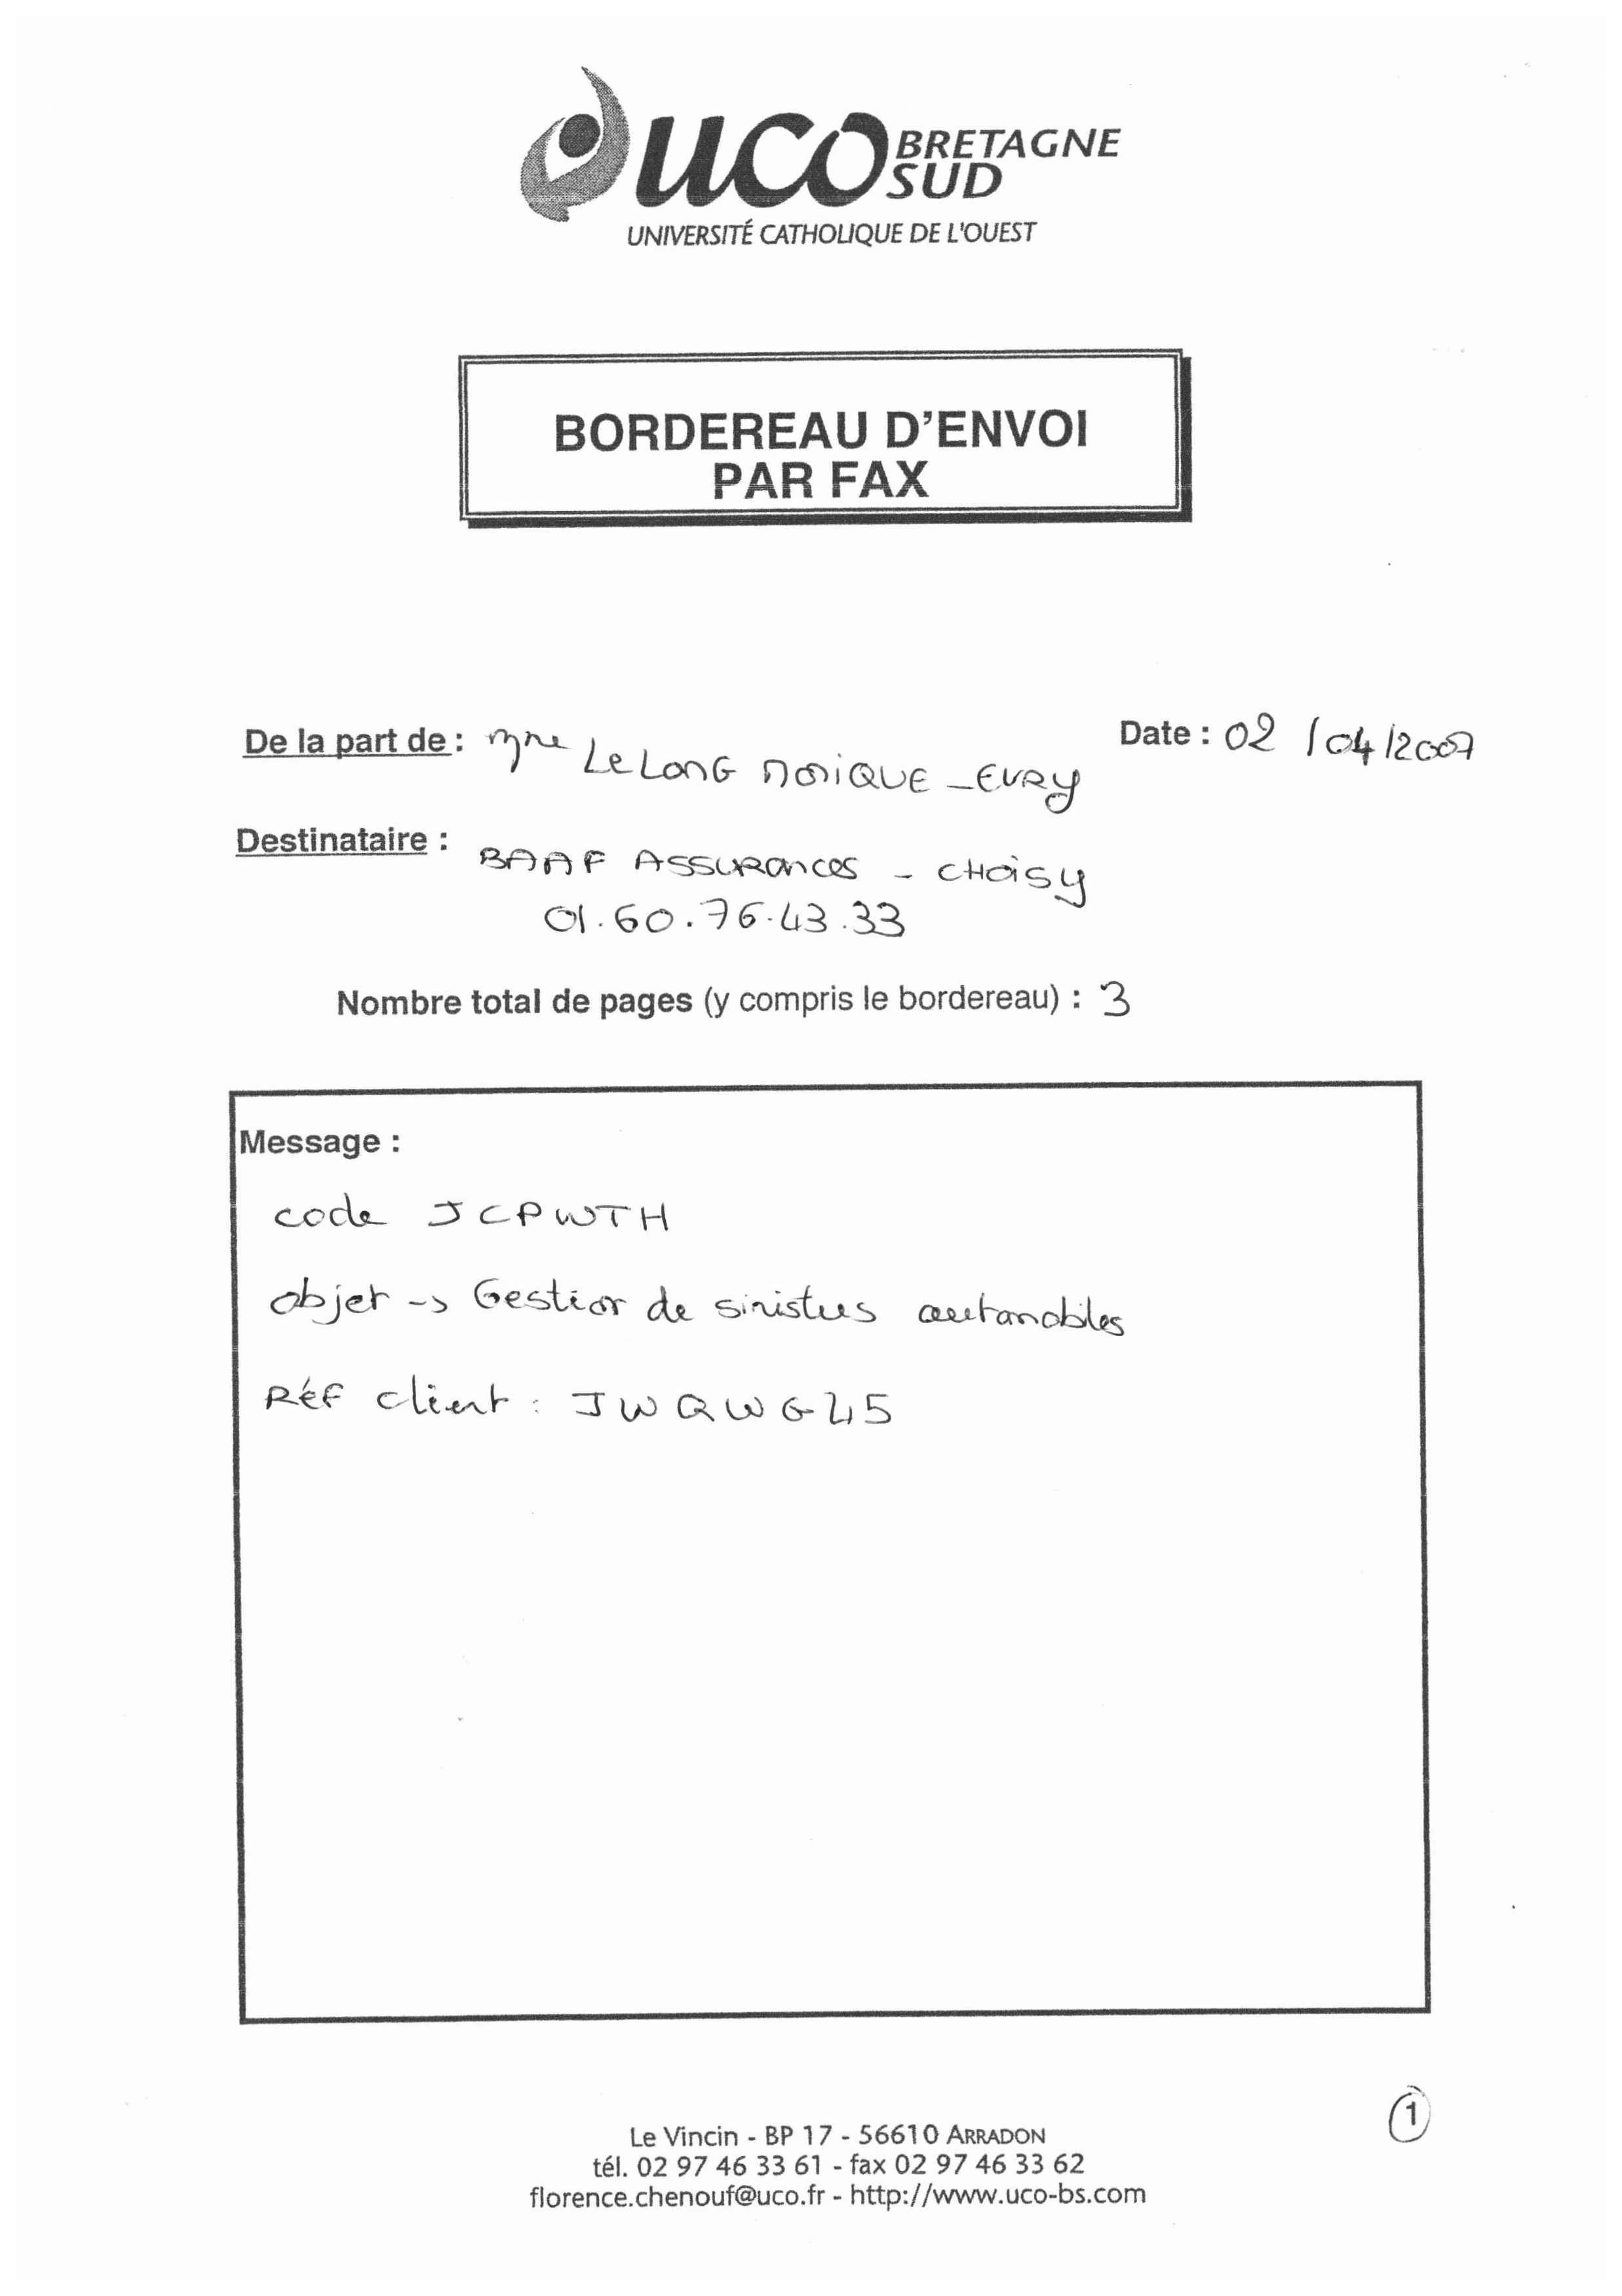 uco BRETAGNE SUD
UNIVERSITÉ CATHOLIQUE DE L'OUEST
BORDEREAU D'ENVOI
PAR FAX
De la part de : Mme LeLong Monique - EVRY
Date : 02 / 04 / 2007
Destinataire : BAAF Assurances - CHOISY
01.60.76.43.33
Nombre total de pages (y compris le bordereau) : 3
Message :
code JCPWTH
objet -> Gestion de sinistres automobiles
Réf client : JWQWG45
1
Le Vincin - BP 17 - 56610 ARRADON
tél. 02 97 46 33 61 - fax 02 97 46 33 62
florence.chenouf@uco.fr - http://www.uco-bs.com